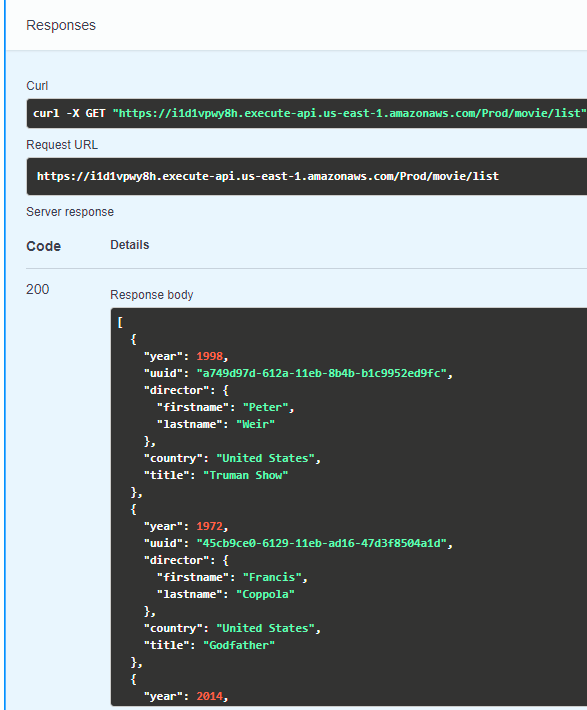 Responses
Curl
curl -X GET "https://i1d1vpwy8h.execute-api.us-east-1.amazonaws.com/Prod/movie/list"
Request URL
https://i1d1vpwy8h.execute-api.us-east-1.amazonaws.com/Prod/movie/list
Server response
Code Details
200
Response body
[
  {
    "year": 1998,
    "uuid": "a749d97d-612a-11eb-8b4b-b1c9952ed9fc",
    "director": {
      "firstname": "Peter",
      "lastname": "Weir"
    },
    "country": "United States",
    "title": "Truman Show"
  },
  {
    "year": 1972,
    "uuid": "45cb9ce0-6129-11eb-ad16-47d3f8504a1d",
    "director": {
      "firstname": "Francis",
      "lastname": "Coppola"
    },
    "country": "United States",
    "title": "Godfather"
  },
  {
    "year": 2014,